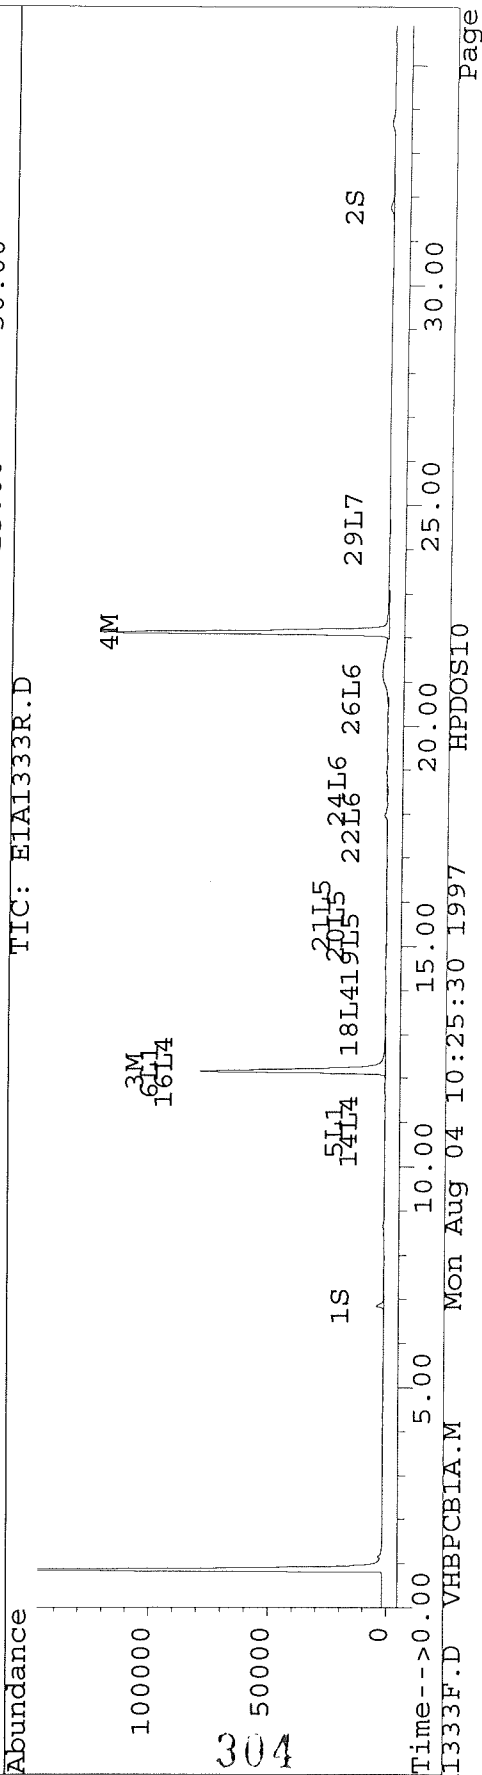 Abundance
TIC: E1A1333R.D
100000
50000
0
1S
5L1
14L4
3M
6L1
16L4
18L4
19L5
20L5
21L5
22L6
24L6
26L6
4M
29L7
2S
Time--> 0.00 5.00 10.00 15.00 20.00 25.00 30.00
1333F.D VHBPCB1A.M Mon Aug 04 10:25:30 1997 HPDOS10 Page
304